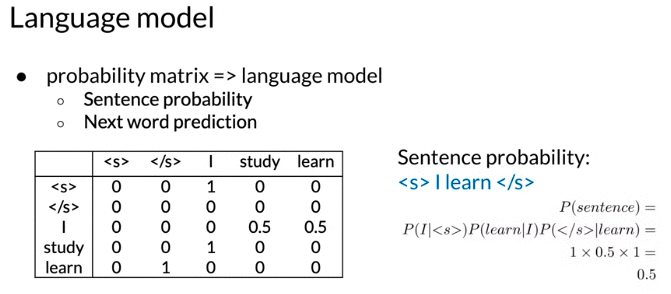 Language model
● probability matrix => language model
○ Sentence probability
○ Next word prediction
<s> </s> I study learn
<s> 0 0 1 0 0
</s> 0 0 0 0 0
I 0 0 0 0.5 0.5
study 0 0 1 0 0
learn 0 1 0 0 0
Sentence probability:
<s> I learn </s>
P(sentence) =
P(I|<s>)P(learn|I)P(</s>|learn) =
1 × 0.5 × 1 =
0.5